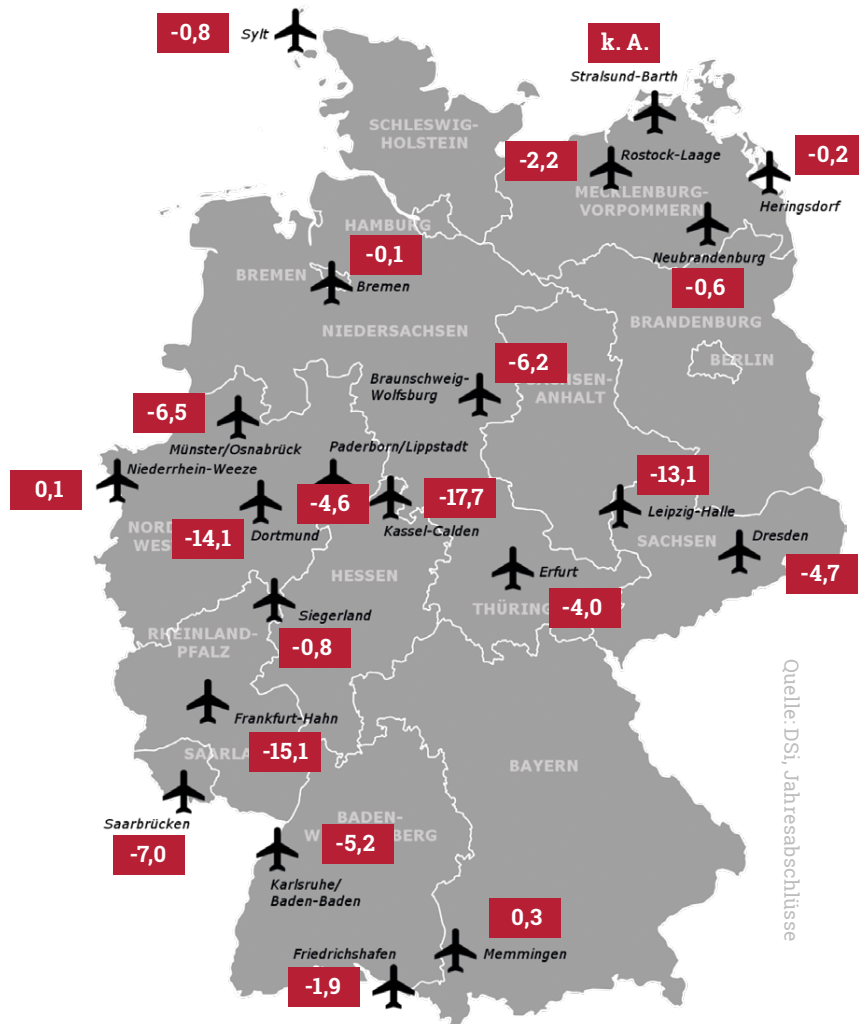 -0,8
Sylt
k. A.
Stralsund-Barth
SCHLESWIG-
HOLSTEIN
-2,2
Rostock-Laage
-0,2
Heringsdorf
MECKLENBURG-
VORPOMMERN
HAMBURG
-0,1
Bremen
BREMEN
Neubrandenburg
-0,6
NIEDERSACHSEN
BRANDENBURG
BERLIN
-6,2
Braunschweig-
Wolfsburg
ANHALT
-6,5
Münster/Osnabrück
Paderborn/Lippstadt
-4,6
0,1
Niederrhein-Weeze
-17,7
Kassel-Calden
-13,1
Leipzig-Halle
-14,1
Dortmund
SACHSEN
Dresden
-4,7
HESSEN
Erfurt
-4,0
Siegerland
-0,8
RHEINLAND-
PFALZ
Frankfurt-Hahn
-15,1
BAYERN
Saarbrücken
-7,0
BADEN-
-5,2
Karlsruhe/
Baden-Baden
0,3
Memmingen
Friedrichshafen
-1,9
Quelle: DSi, Jahresabschlüsse